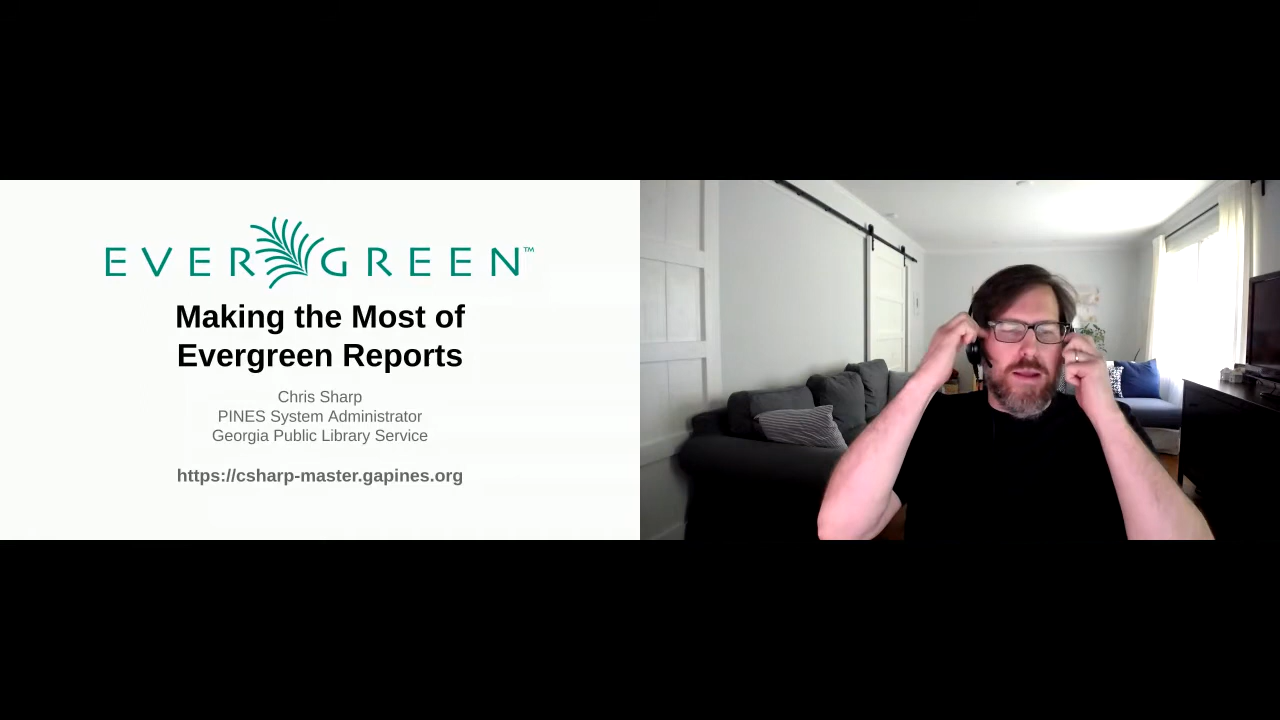 EVERGREEN™
Making the Most of
Evergreen Reports
Chris Sharp
PINES System Administrator
Georgia Public Library Service
https://csharp-master.gapines.org